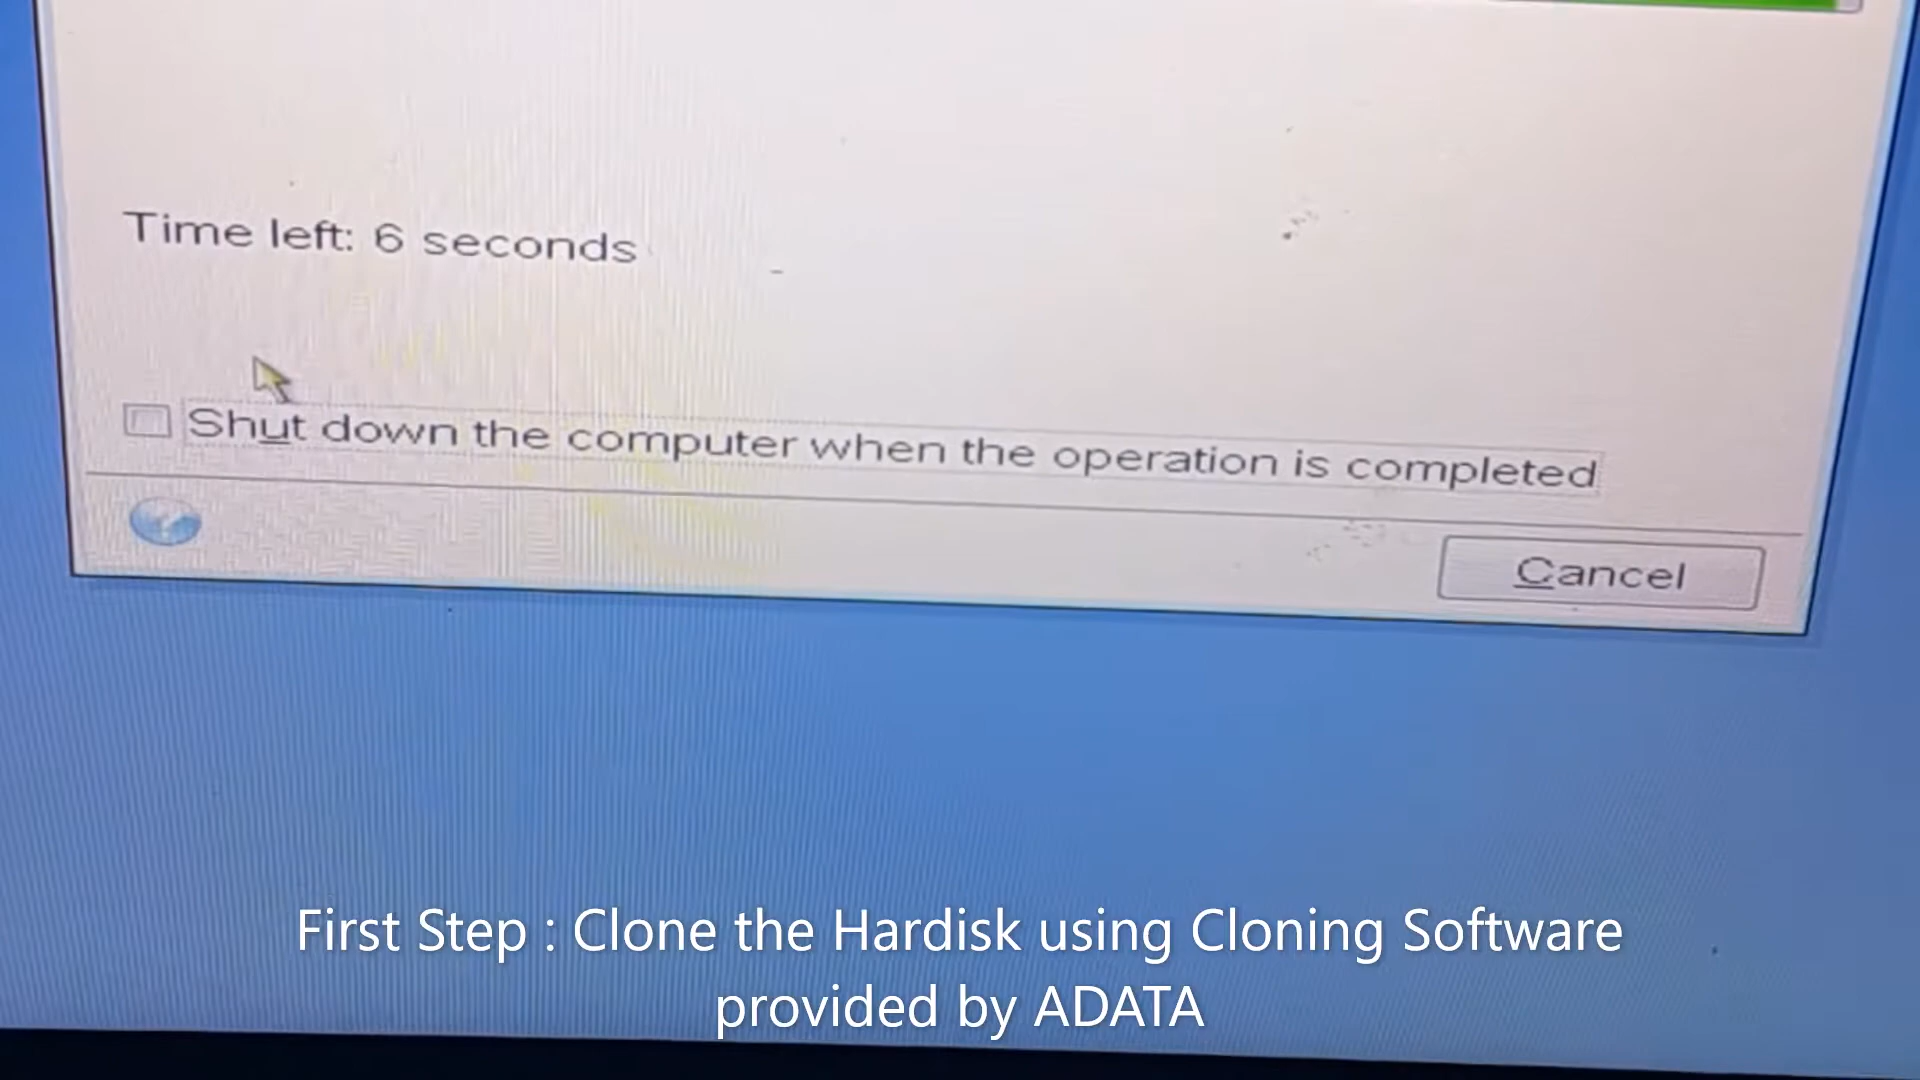 Time left: 6 seconds
Shut down the computer when the operation is completed
Cancel
First Step : Clone the Hardisk using Cloning Software
provided by ADATA